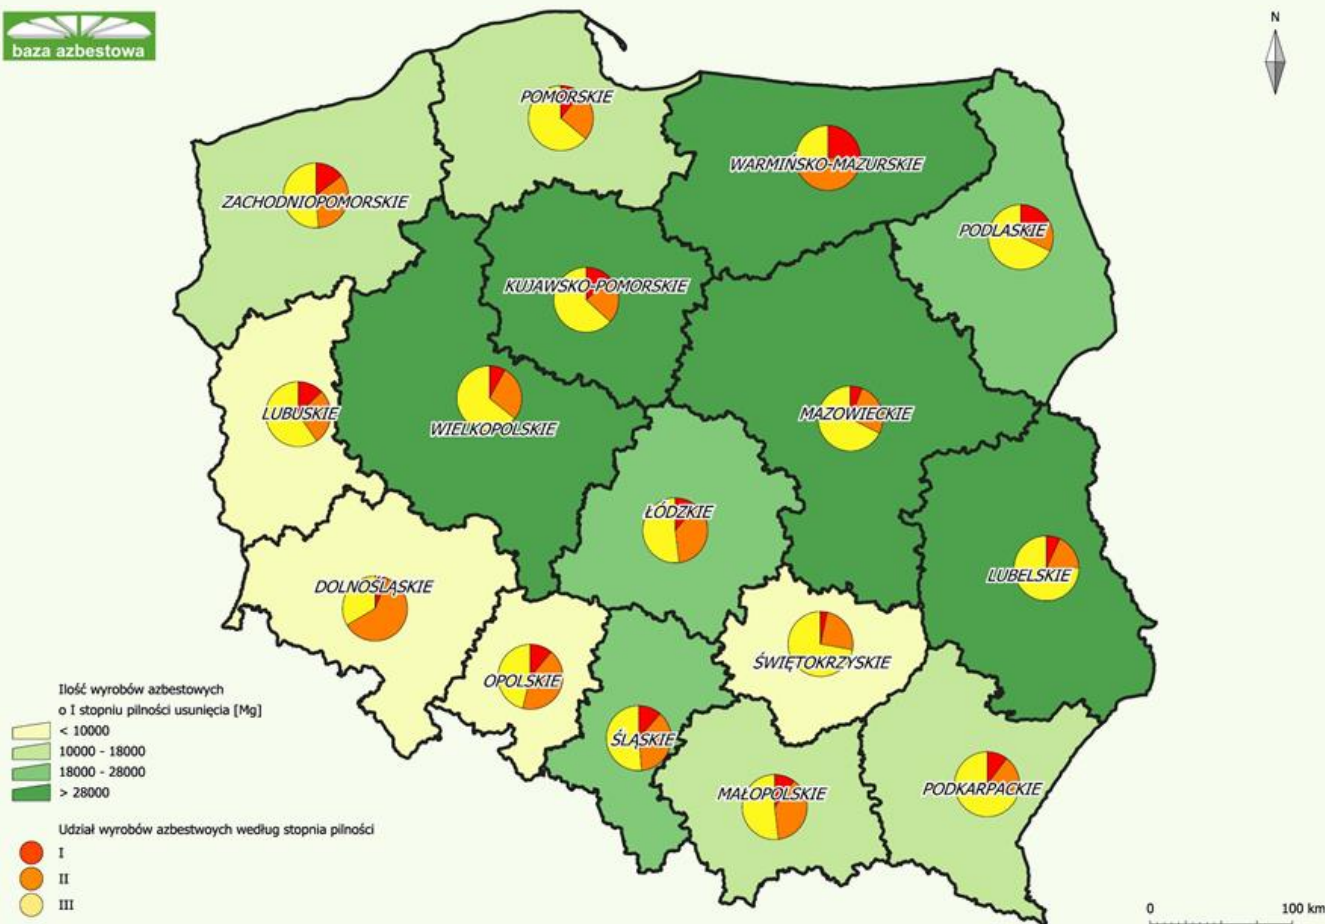 baza azbestowa
N
POMORSKIE
WARMIŃSKO-MAZURSKIE
ZACHODNIOPOMORSKIE
PODLASKIE
KUJAWSKO-POMORSKIE
LUBUSKIE
WIELKOPOLSKIE
MAZOWIECKIE
ŁÓDZKIE
LUBELSKIE
DOLNOŚLĄSKIE
ŚWIĘTOKRZYSKIE
OPOLSKIE
ŚLĄSKIE
MAŁOPOLSKIE
PODKARPACKIE
Ilość wyrobów azbestowych
o I stopniu pilności usunięcia [Mg]
< 10000
10000 - 18000
18000 - 28000
> 28000
Udział wyrobów azbestwoych według stopnia pilności
I
II
III
0 100 km